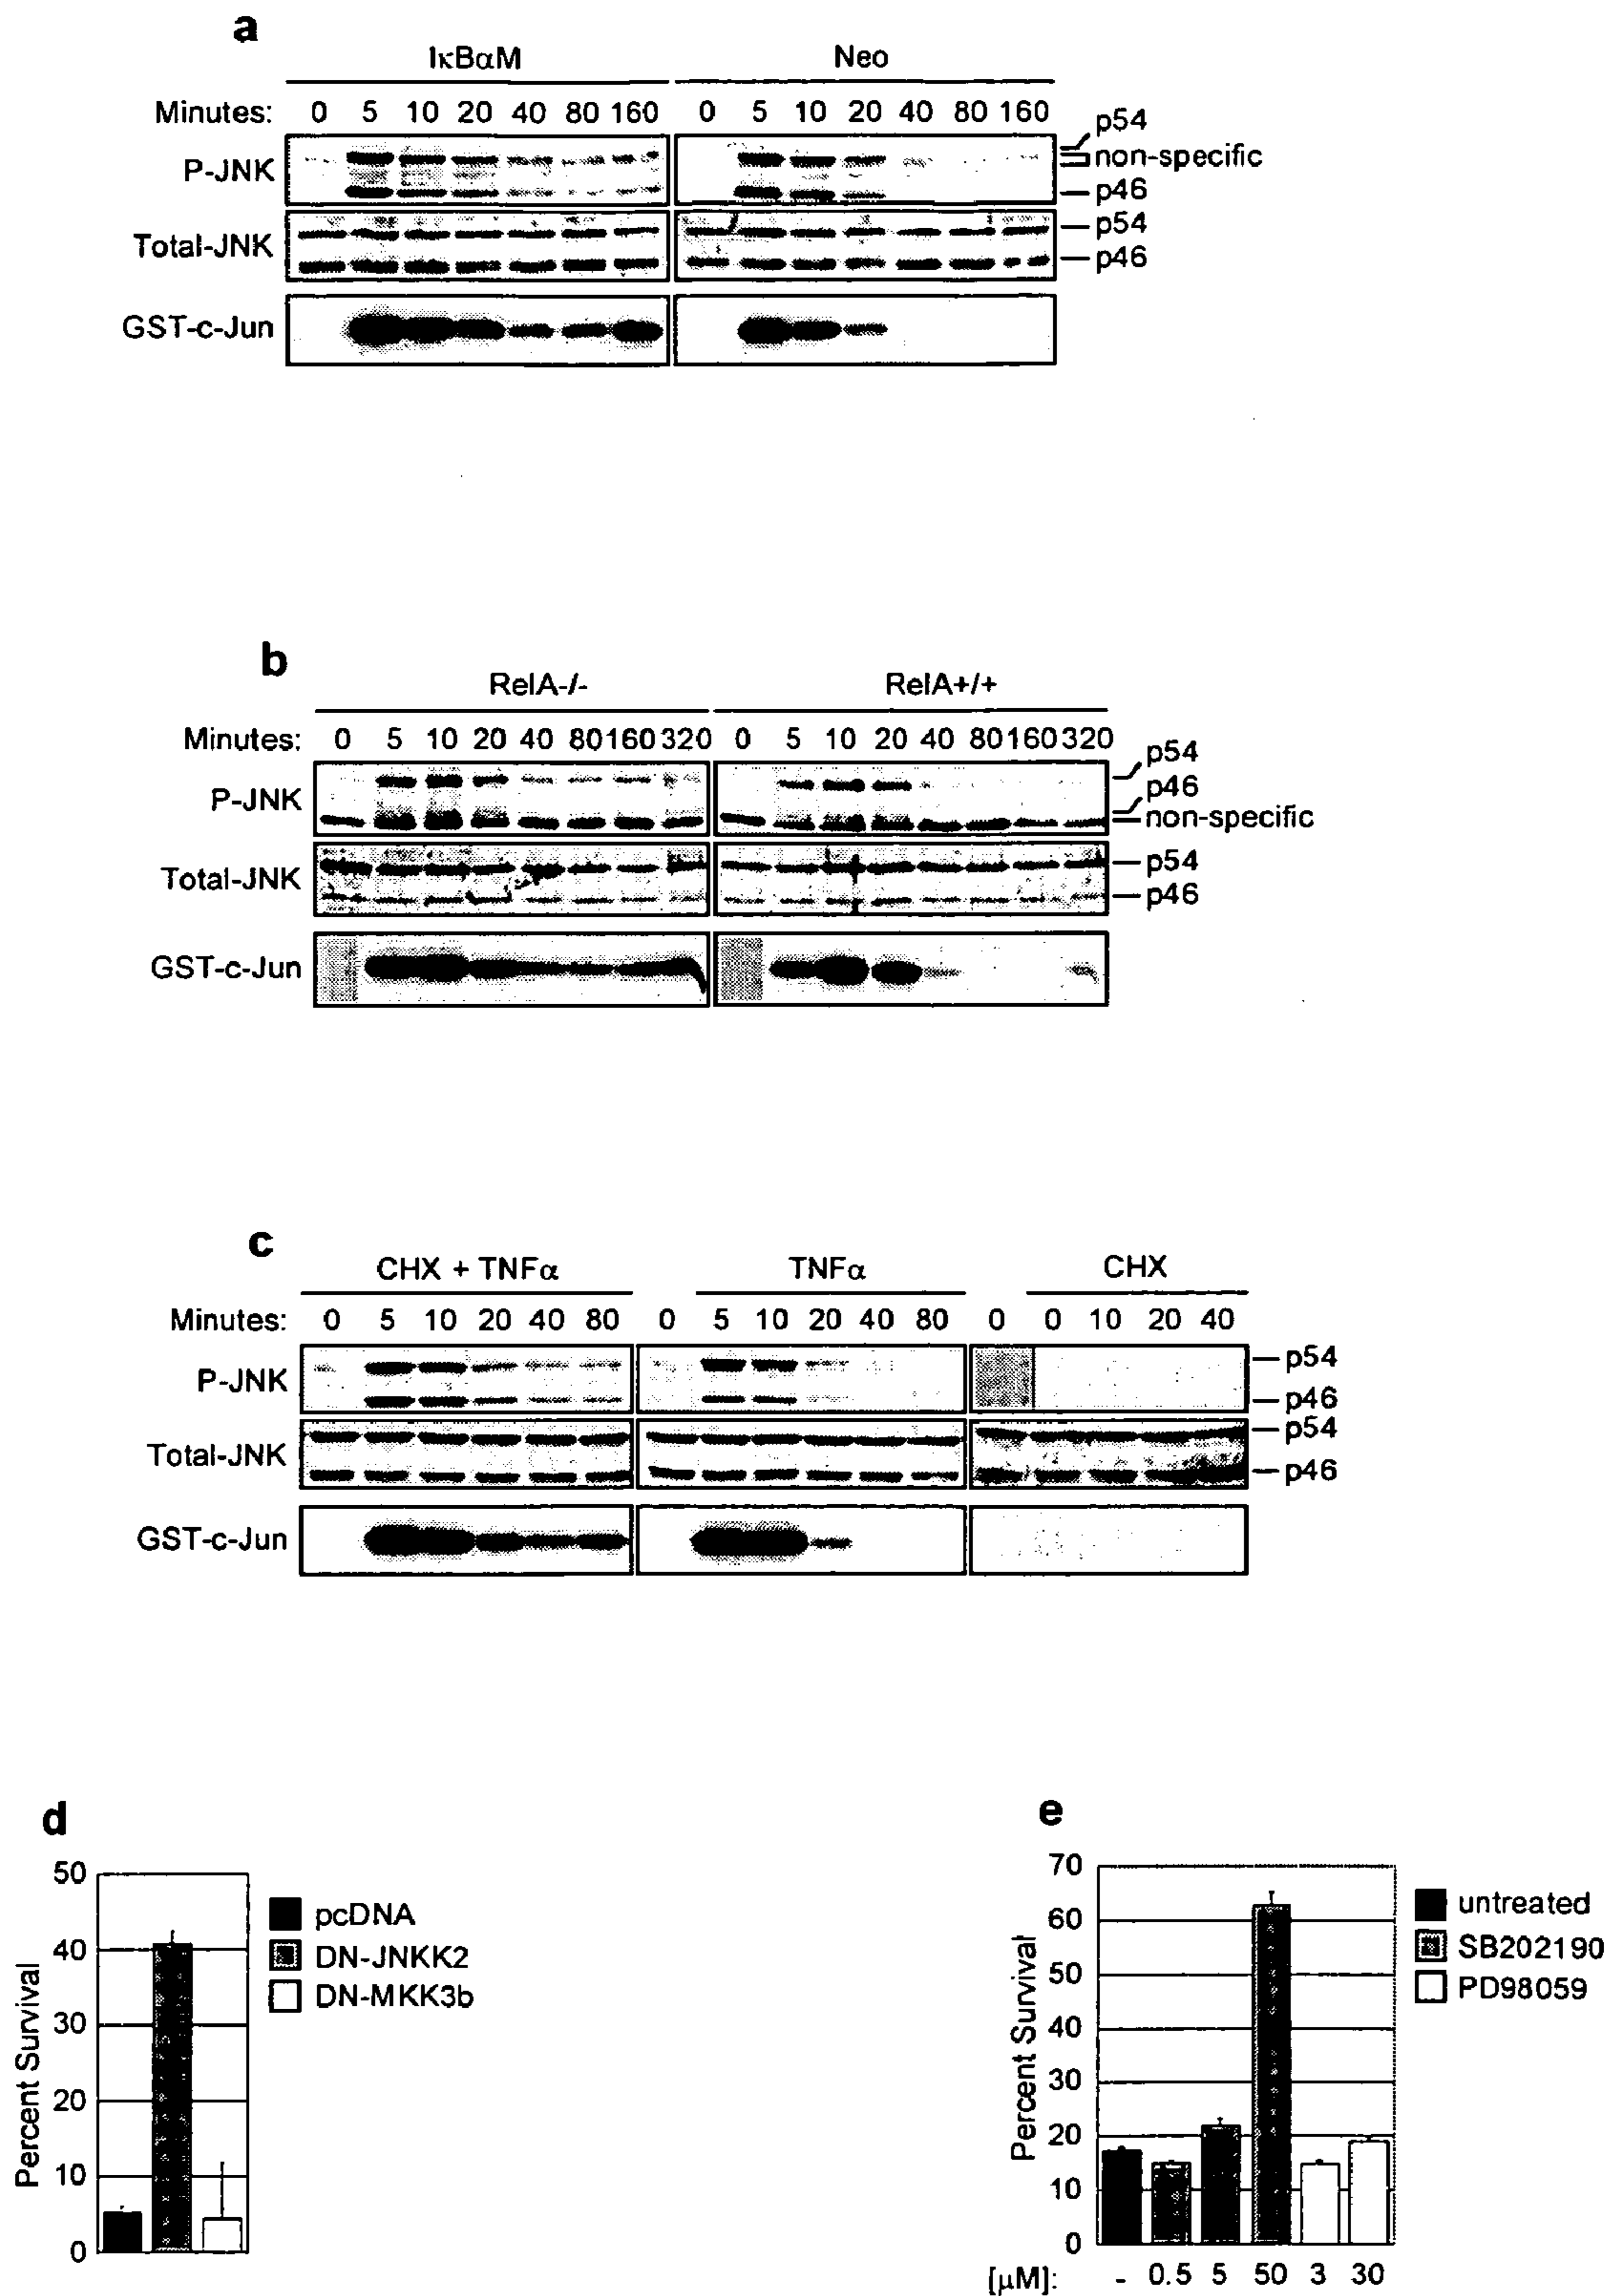 a
IκBαM Neo
Minutes: 0 5 10 20 40 80 160 0 5 10 20 40 80 160
p54
P-JNK non-specific
p46
Total-JNK p54
p46
GST-c-Jun
b
RelA-/- RelA+/+
Minutes: 0 5 10 20 40 80 160 320 0 5 10 20 40 80 160 320
p54
P-JNK p46
non-specific
Total-JNK p54
p46
GST-c-Jun
c
CHX + TNFα TNFα CHX
Minutes: 0 5 10 20 40 80 0 5 10 20 40 80 0 0 10 20 40
P-JNK p54
p46
Total-JNK p54
p46
GST-c-Jun
d
Percent Survival
50
40
30
20
10
0
pcDNA
DN-JNKK2
DN-MKK3b
e
Percent Survival
70
60
50
40
30
20
10
0
[μM]: - 0.5 5 50 3 30
untreated
SB202190
PD98059